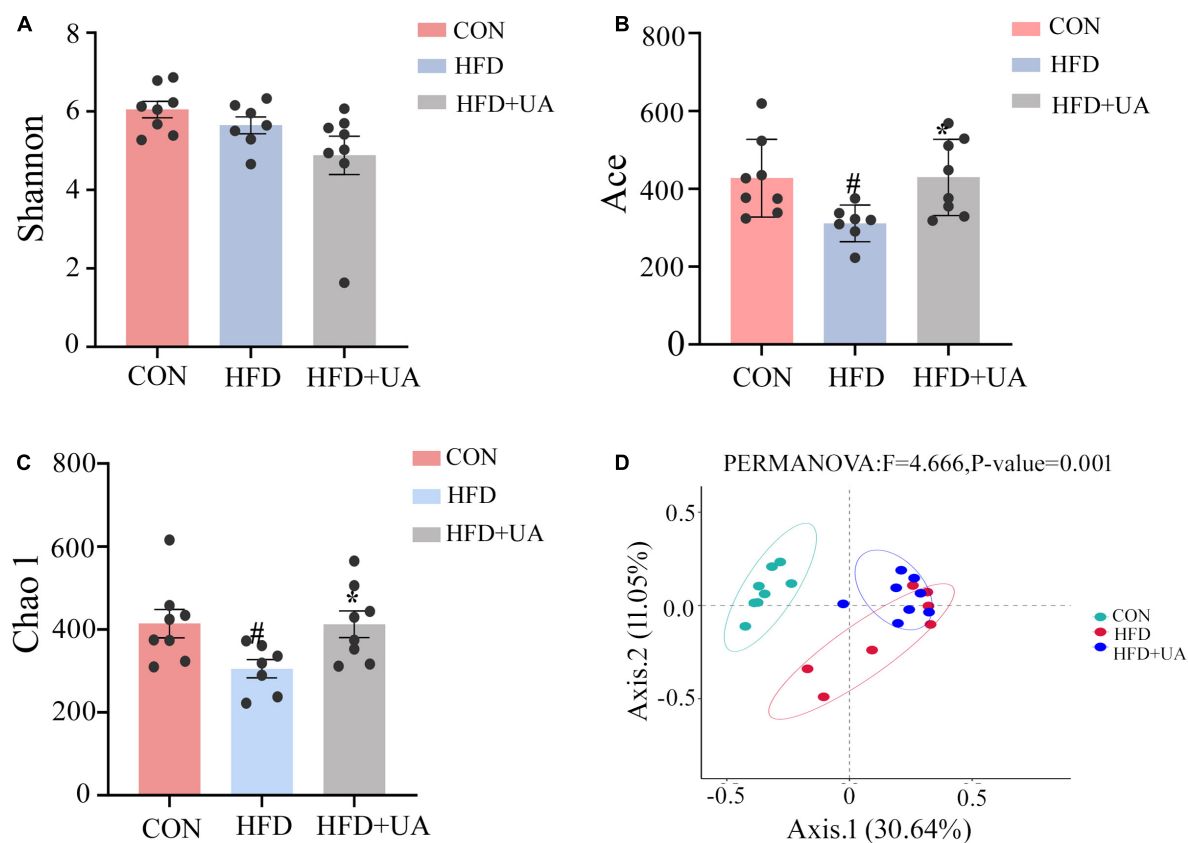 A
Shannon
8
6
4
2
0
CON
HFD
HFD+UA
CON
HFD
HFD+UA
B
Ace
800
600
400
200
0
#
*
CON
HFD
HFD+UA
CON
HFD
HFD+UA
C
Chao 1
800
600
400
200
0
#
*
CON
HFD
HFD+UA
CON
HFD
HFD+UA
D
PERMANOVA:F=4.666,P-value=0.001
Axis.2 (11.05%)
0.5
0.0
-0.5
-0.5
0
0.5
Axis.1 (30.64%)
CON
HFD
HFD+UA